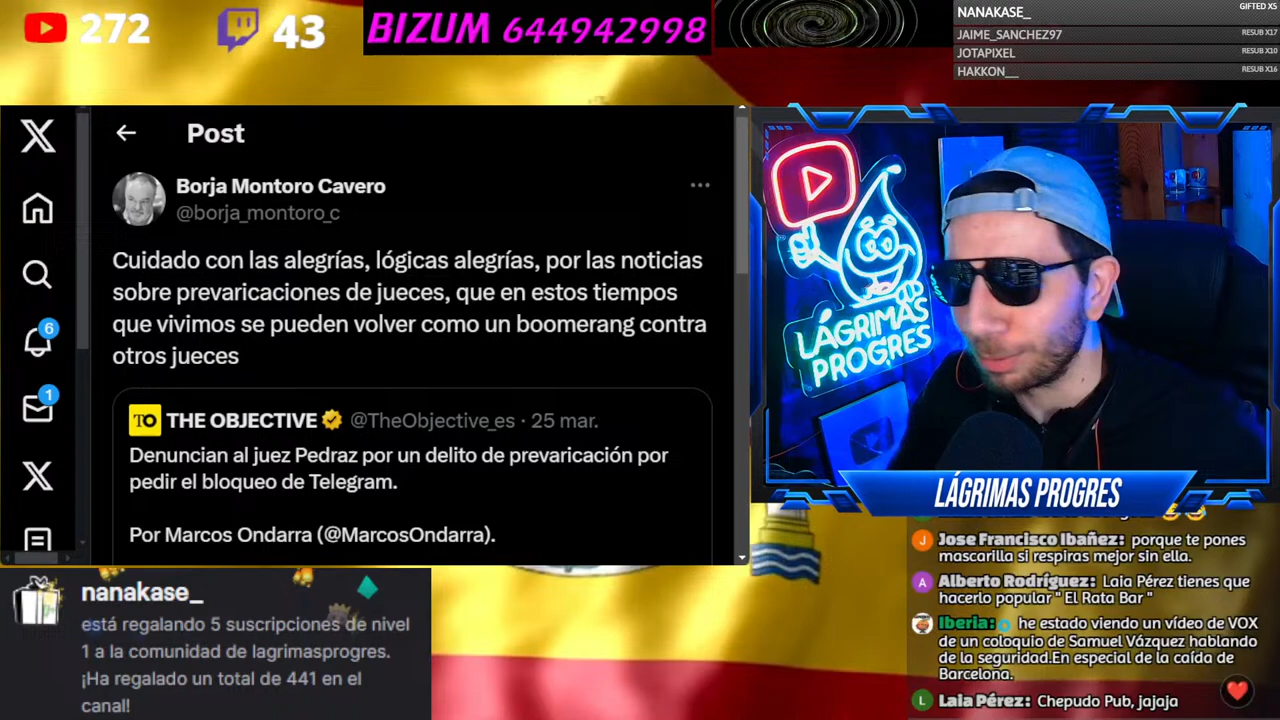 272
43
BIZUM 644942998
NANAKASE_ GIFTED X5
JAIME_SANCHEZ97 RESUB X17
JOTAPIXEL RESUB X10
HAKKON__ RESUB X16
Post
Borja Montoro Cavero
@borja_montoro_c
Cuidado con las alegrías, lógicas alegrías, por las noticias
sobre prevaricaciones de jueces, que en estos tiempos
que vivimos se pueden volver como un boomerang contra
otros jueces
6
1
TO THE OBJECTIVE @TheObjective_es · 25 mar.
Denuncian al juez Pedraz por un delito de prevaricación por
pedir el bloqueo de Telegram.
Por Marcos Ondarra (@MarcosOndarra).
LÁGRIMAS
PROGRES
LÁGRIMAS PROGRES
nanakase_
está regalando 5 suscripciones de nivel
1 a la comunidad de lagrimasprogres.
¡Ha regalado un total de 441 en el
canal!
J Jose Francisco Ibañez: porque te pones
mascarilla si respiras mejor sin ella.
A Alberto Rodríguez: Laia Pérez tienes que
hacerlo popular " El Rata Bar "
Iberia: he estado viendo un vídeo de VOX
de un coloquio de Samuel Vázquez hablando
de la seguridad.En especial de la caída de
Barcelona.
L Laia Pérez: Chepudo Pub, jajaja